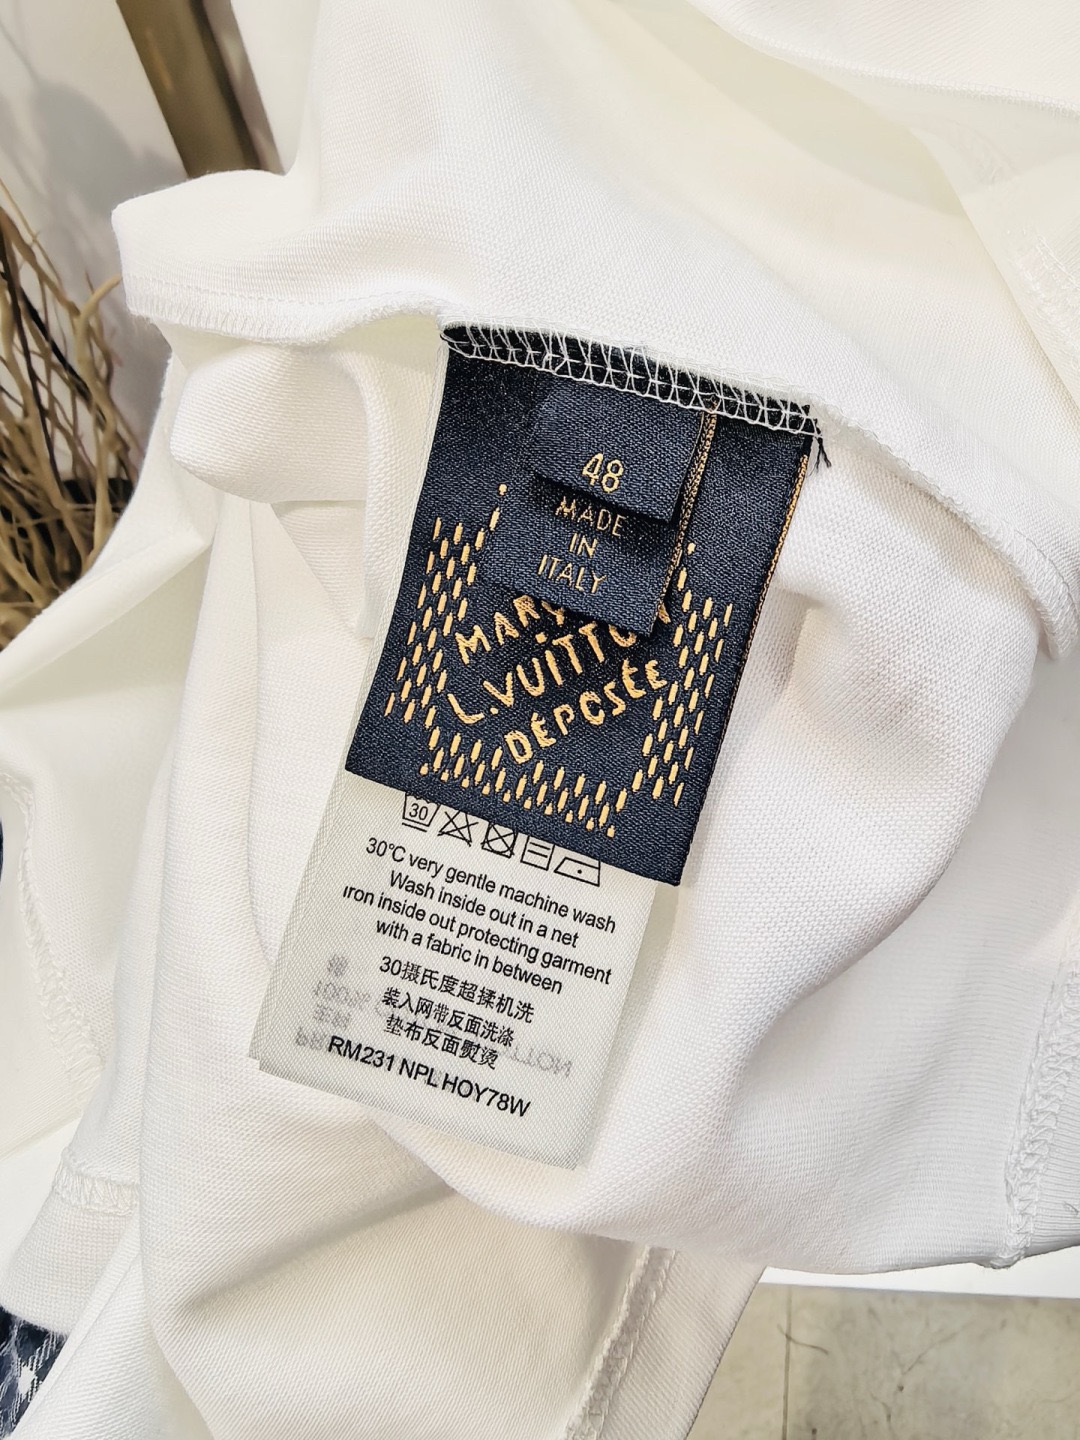 48
MADE
IN
ITALY
L.VUITTON
DÉPOSÉE
30
30°C very gentle machine wash
Wash inside out in a net
Iron inside out protecting garment
with a fabric in between
30摄氏度超揉机洗
装入网带反面洗涤
垫布反面熨烫
RM231 NPL HOY78W